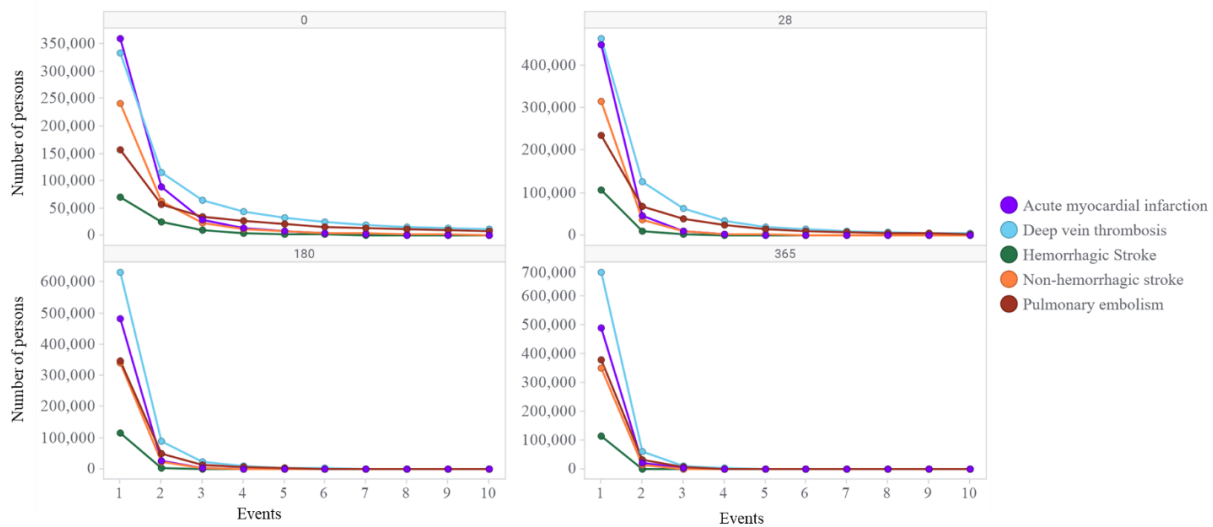 0
28
Number of persons
350,000
300,000
250,000
200,000
150,000
100,000
50,000
0
400,000
300,000
200,000
100,000
0
180
365
Number of persons
600,000
500,000
400,000
300,000
200,000
100,000
0
700,000
600,000
500,000
400,000
300,000
200,000
100,000
0
1 2 3 4 5 6 7 8 9 10
1 2 3 4 5 6 7 8 9 10
Events
Events
Acute myocardial infarction
Deep vein thrombosis
Hemorrhagic Stroke
Non-hemorrhagic stroke
Pulmonary embolism